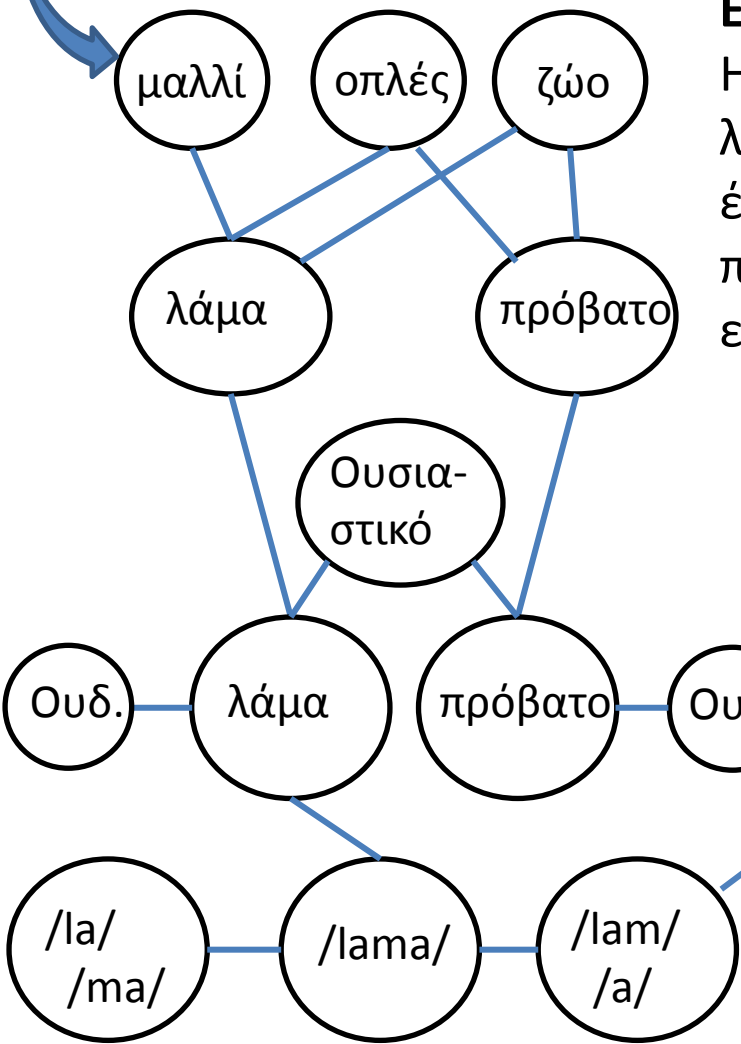 μαλλί
οπλές
ζώο
λάμα
πρόβατο
Ουσια-
στικό
Ουδ.
λάμα
πρόβατο
/la/
/ma/
/lama/
/lam/
/a/